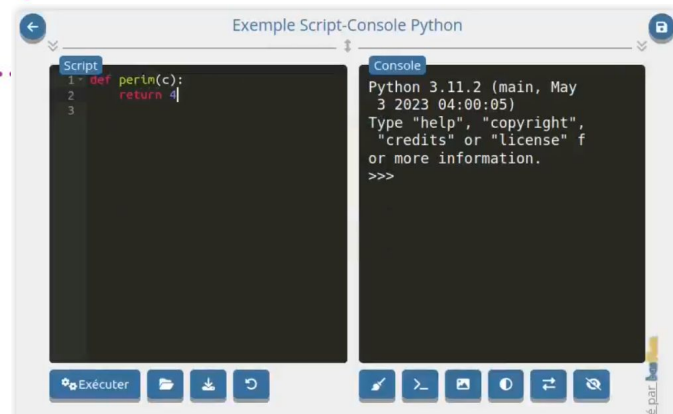 Exemple Script-Console Python
Script
1 def perim(c):
2 return 4
3
Console
Python 3.11.2 (main, May
3 2023 04:00:05)
Type "help", "copyright",
"credits" or "license" f
or more information.
>>>
Exécuter
é par